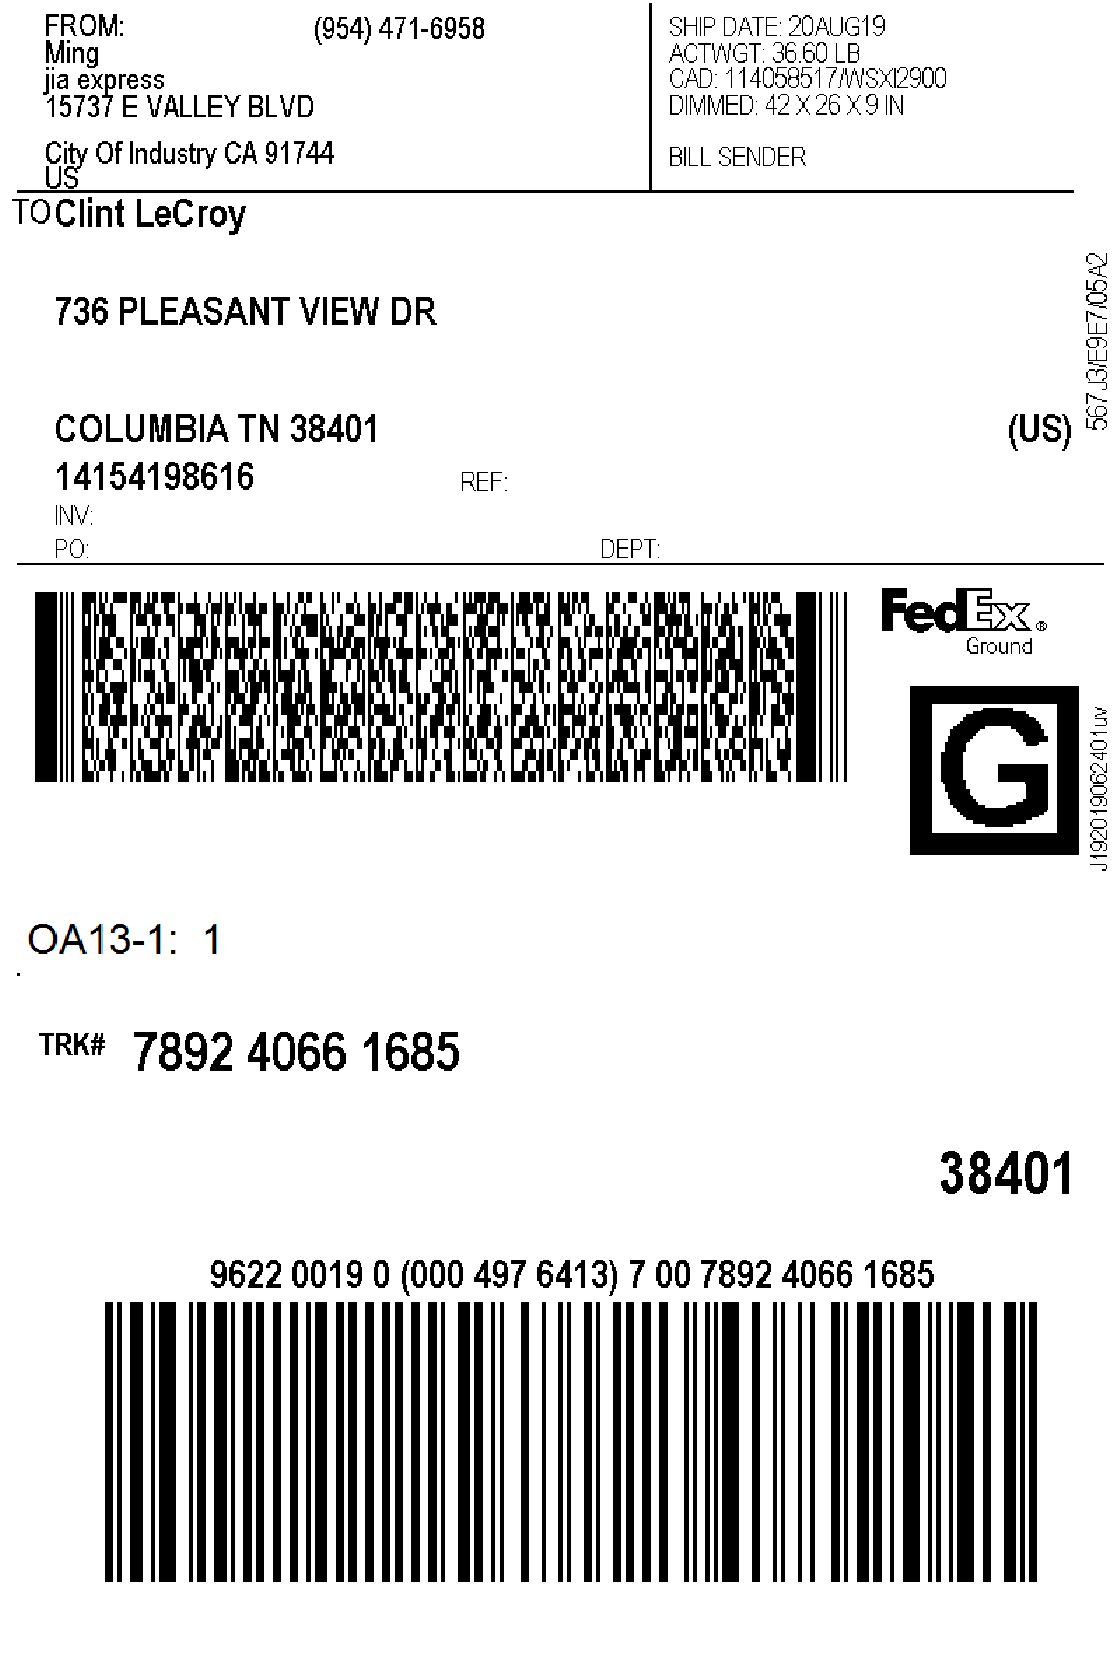 FROM: (954) 471-6958
Ming
jia express
15737 E VALLEY BLVD
City Of Industry CA 91744
US
SHIP DATE: 20AUG19
ACTWGT: 36.60 LB
CAD: 114058517/WSXI2900
DIMMED: 42 X 26 X 9 IN
BILL SENDER
TO Clint LeCroy
736 PLEASANT VIEW DR
COLUMBIA TN 38401 (US)
14154198616 REF:
INV:
PO: DEPT:
567J3/E9E7/05A2
FedEx®
Ground
G
J192019062401uv
OA13-1: 1
.
TRK# 7892 4066 1685
38401
9622 0019 0 (000 497 6413) 7 00 7892 4066 1685